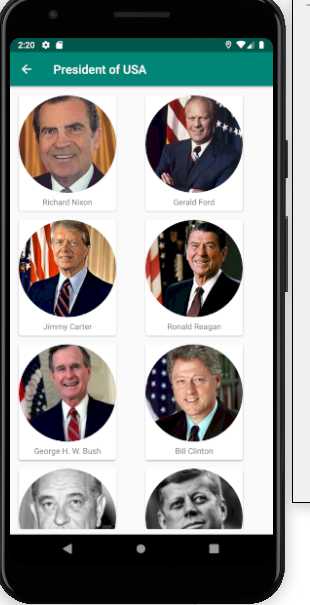 2:20
President of USA
Richard Nixon
Gerald Ford
Jimmy Carter
Ronald Reagan
George H. W. Bush
Bill Clinton